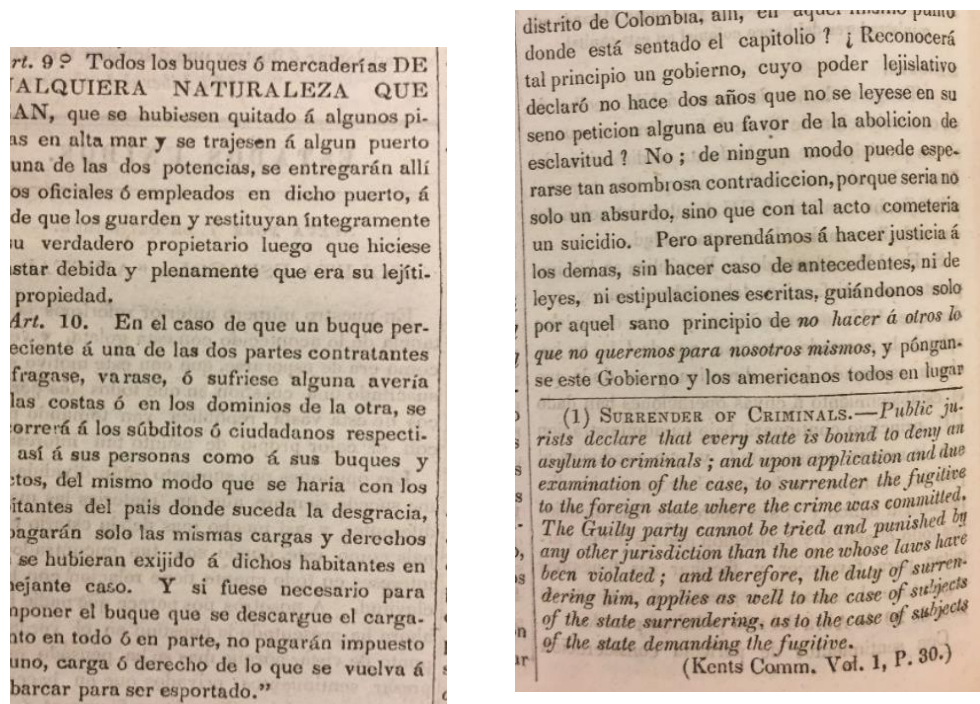 rt. 9? Todos los buques ó mercaderías DE
ALQUIERA NATURALEZA QUE
AN, que se hubiesen quitado á algunos pi-
as en alta mar y se trajesen á algun puerto
una de las dos potencias, se entregarán allí
os oficiales ó empleados en dicho puerto, á
de que los guarden y restituyan íntegramente
u verdadero propietario luego que hiciese
star debida y plenamente que era su lejíti-
propiedad.
Art. 10. En el caso de que un buque per-
eciente á una de las dos partes contratantes
fragase, varase, ó sufriese alguna avería
las costas ó en los dominios de la otra, se
orrerá á los súbditos ó ciudadanos respecti-
así á sus personas como á sus buques y
ctos, del mismo modo que se haria con los
itantes del pais donde suceda la desgracia,
pagarán solo las mismas cargas y derechos
se hubieran exijido á dichos habitantes en
nejante caso. Y si fuese necesario para
mponer el buque que se descargue el carga-
nto en todo ó en parte, no pagarán impuesto
uno, carga ó derecho de lo que se vuelva á
barcar para ser esportado.”
distrito de Colombia, allí, en aquel mismo punto
donde está sentado el capitolio? ¿Reconocerá
tal principio un gobierno, cuyo poder lejislativo
declaró no hace dos años que no se leyese en su
seno peticion alguna eu favor de la abolicion de
esclavitud? No; de ningun modo puede espe-
rarse tan asombrosa contradiccion, porque seria no
solo un absurdo, sino que con tal acto cometeria
un suicidio. Pero aprendámos á hacer justicia á
los demas, sin hacer caso de antecedentes, ni de
leyes, ni estipulaciones escritas, guiándonos solo
por aquel sano principio de no hacer á otros lo
que no queremos para nosotros mismos, y póngan-
se este Gobierno y los americanos todos en lugar
(1) SURRENDER OF CRIMINALS.—Public ju-
rists declare that every state is bound to deny an
asylum to criminals; and upon application and due
examination of the case, to surrender the fugitive
to the foreign state where the crime was committed.
The Guilty party cannot be tried and punished by
any other jurisdiction than the one whose laws have
been violated; and therefore, the duty of surren-
dering him, applies as well to the case of subjects
of the state surrendering, as to the case of subjects
of the state demanding the fugitive.
(Kents Comm. Vol. 1, P. 30.)